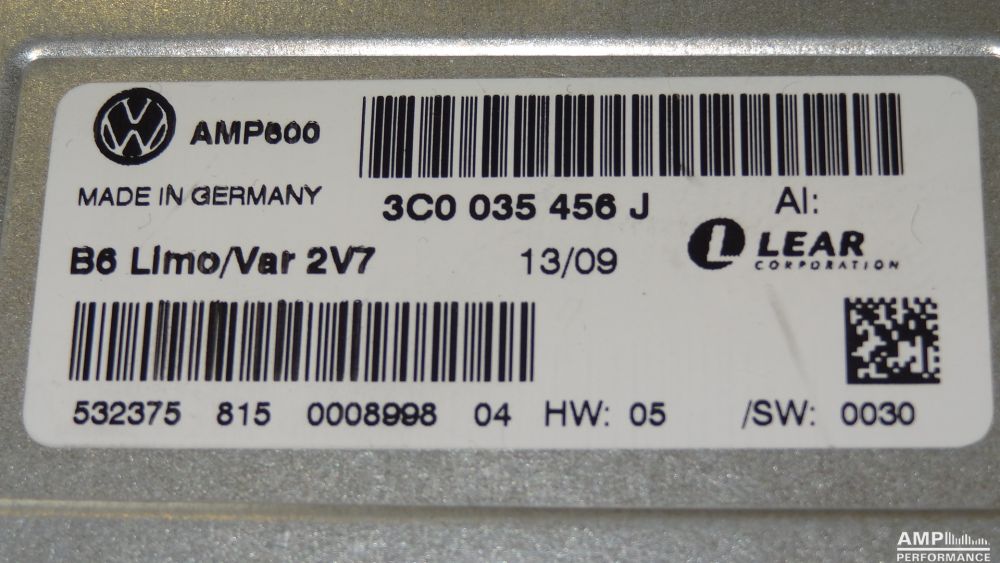 AMP600
MADE IN GERMANY
3C0 035 456 J
AI:
B6 Limo/Var 2V7
13/09
LEAR
CORPORATION
532375 815 0008998 04 HW: 05 /SW: 0030
AMP
PERFORMANCE